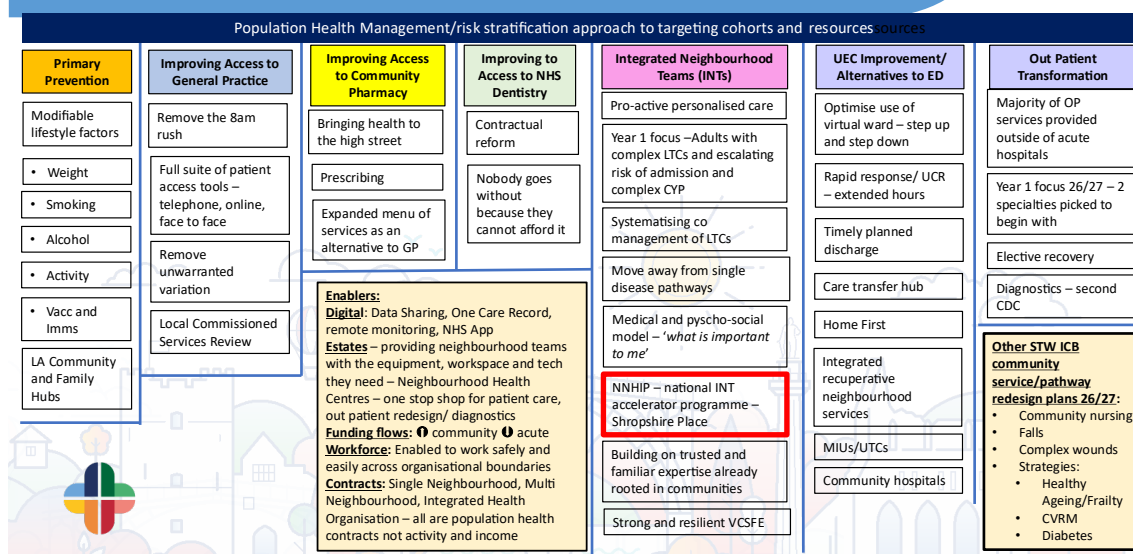 Population Health Management/risk stratification approach to targeting cohorts and resourcessources
Primary
Prevention
Modifiable
lifestyle factors
• Weight
• Smoking
• Alcohol
• Activity
• Vacc and
Imms
LA Community
and Family
Hubs
Improving Access to
General Practice
Remove the 8am
rush
Full suite of patient
access tools –
telephone, online,
face to face
Remove
unwarranted
variation
Local Commissioned
Services Review
Improving Access
to Community
Pharmacy
Bringing health to
the high street
Prescribing
Expanded menu of
services as an
alternative to GP
Improving to
Access to NHS
Dentistry
Contractual
reform
Nobody goes
without
because they
cannot afford it
Enablers:
Digital: Data Sharing, One Care Record,
remote monitoring, NHS App
Estates – providing neighbourhood teams
with the equipment, workspace and tech
they need – Neighbourhood Health
Centres – one stop shop for patient care,
out patient redesign/ diagnostics
Funding flows: ⬆ community ⬇ acute
Workforce: Enabled to work safely and
easily across organisational boundaries
Contracts: Single Neighbourhood, Multi
Neighbourhood, Integrated Health
Organisation – all are population health
contracts not activity and income
Integrated Neighbourhood
Teams (INTs)
Pro-active personalised care
Year 1 focus –Adults with
complex LTCs and escalating
risk of admission and
complex CYP
Systematising co
management of LTCs
Move away from single
disease pathways
Medical and pyscho-social
model – ‘what is important
to me’
NNHIP – national INT
accelerator programme –
Shropshire Place
Building on trusted and
familiar expertise already
rooted in communities
Strong and resilient VCSFE
UEC Improvement/
Alternatives to ED
Optimise use of
virtual ward – step up
and step down
Rapid response/ UCR
– extended hours
Timely planned
discharge
Care transfer hub
Home First
Integrated
recuperative
neighbourhood
services
MIUs/UTCs
Community hospitals
Out Patient
Transformation
Majority of OP
services provided
outside of acute
hospitals
Year 1 focus 26/27 – 2
specialties picked to
begin with
Elective recovery
Diagnostics – second
CDC
Other STW ICB
community
service/pathway
redesign plans 26/27:
• Community nursing
• Falls
• Complex wounds
• Strategies:
• Healthy
Ageing/Frailty
• CVRM
• Diabetes